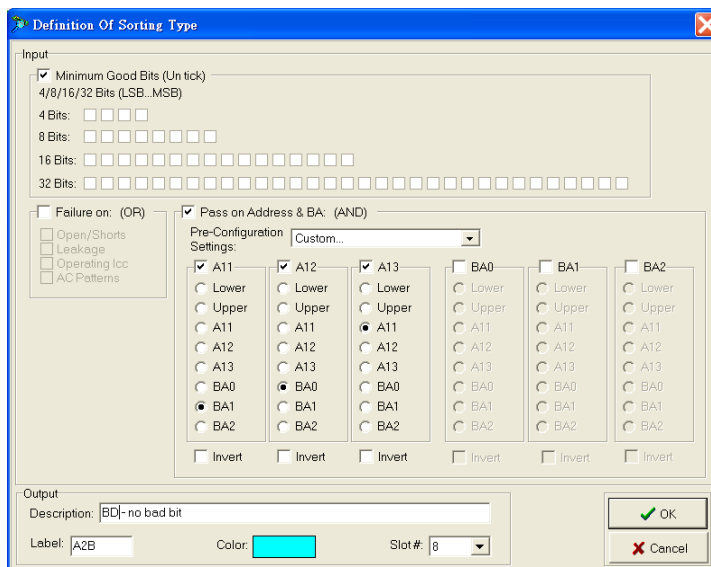 Definition Of Sorting Type
Input
Minimum Good Bits (Un tick)
4/8/16/32 Bits (LSB...MSB)
4 Bits:
8 Bits:
16 Bits:
32 Bits:
Failure on: (OR)
Open/Shorts
Leakage
Operating Icc
AC Patterns
Pass on Address & BA: (AND)
Pre-Configuration Settings: Custom...
A11 A12 A13 BA0 BA1 BA2
Lower Lower Lower Lower Lower Lower
Upper Upper Upper Upper Upper Upper
A11 A11 A11 A11 A11 A11
A12 A12 A12 A12 A12 A12
A13 A13 A13 A13 A13 A13
BA0 BA0 BA0 BA0 BA0 BA0
BA1 BA1 BA1 BA1 BA1 BA1
BA2 BA2 BA2 BA2 BA2 BA2
Invert Invert Invert Invert Invert Invert
Output
Description: BD - no bad bit
Label: A2B Color: Slot #: 8
OK
Cancel